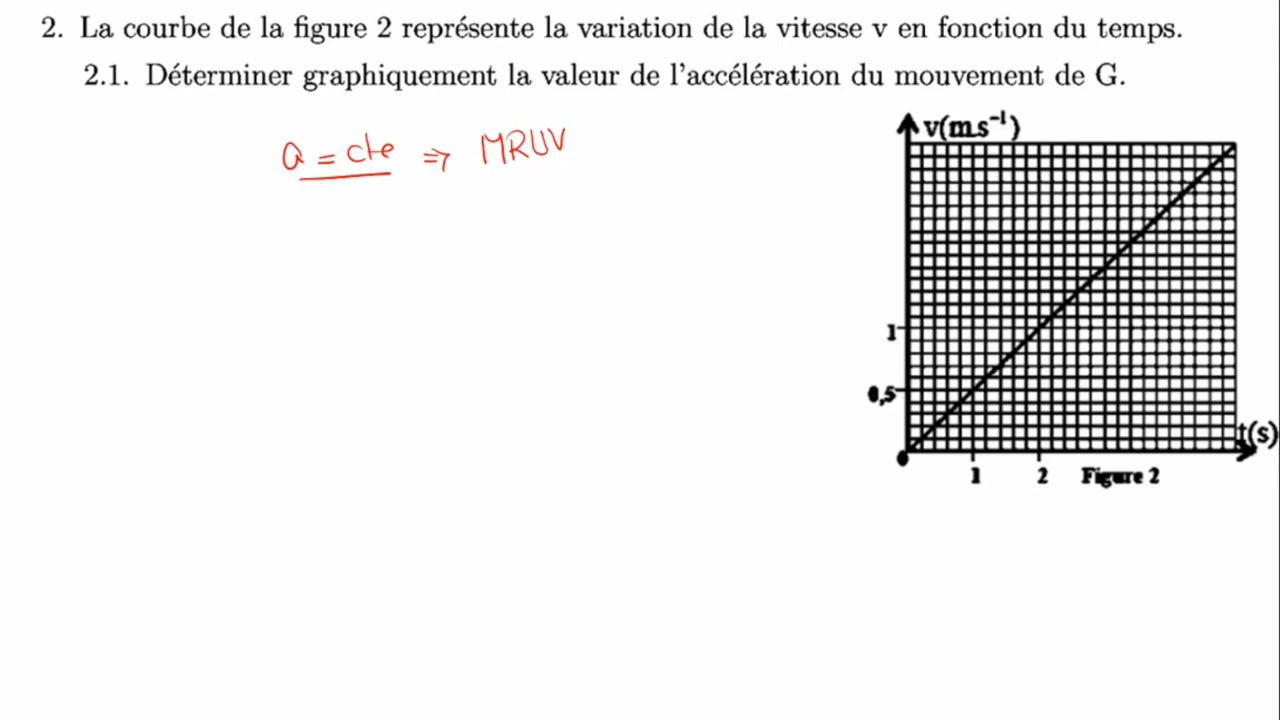 2. La courbe de la figure 2 représente la variation de la vitesse v en fonction du temps.
2.1. Déterminer graphiquement la valeur de l'accélération du mouvement de G.
a = cte ⇒ MRUV
v(m.s⁻¹)
1
0,5
0
1
2
Figure 2
t(s)